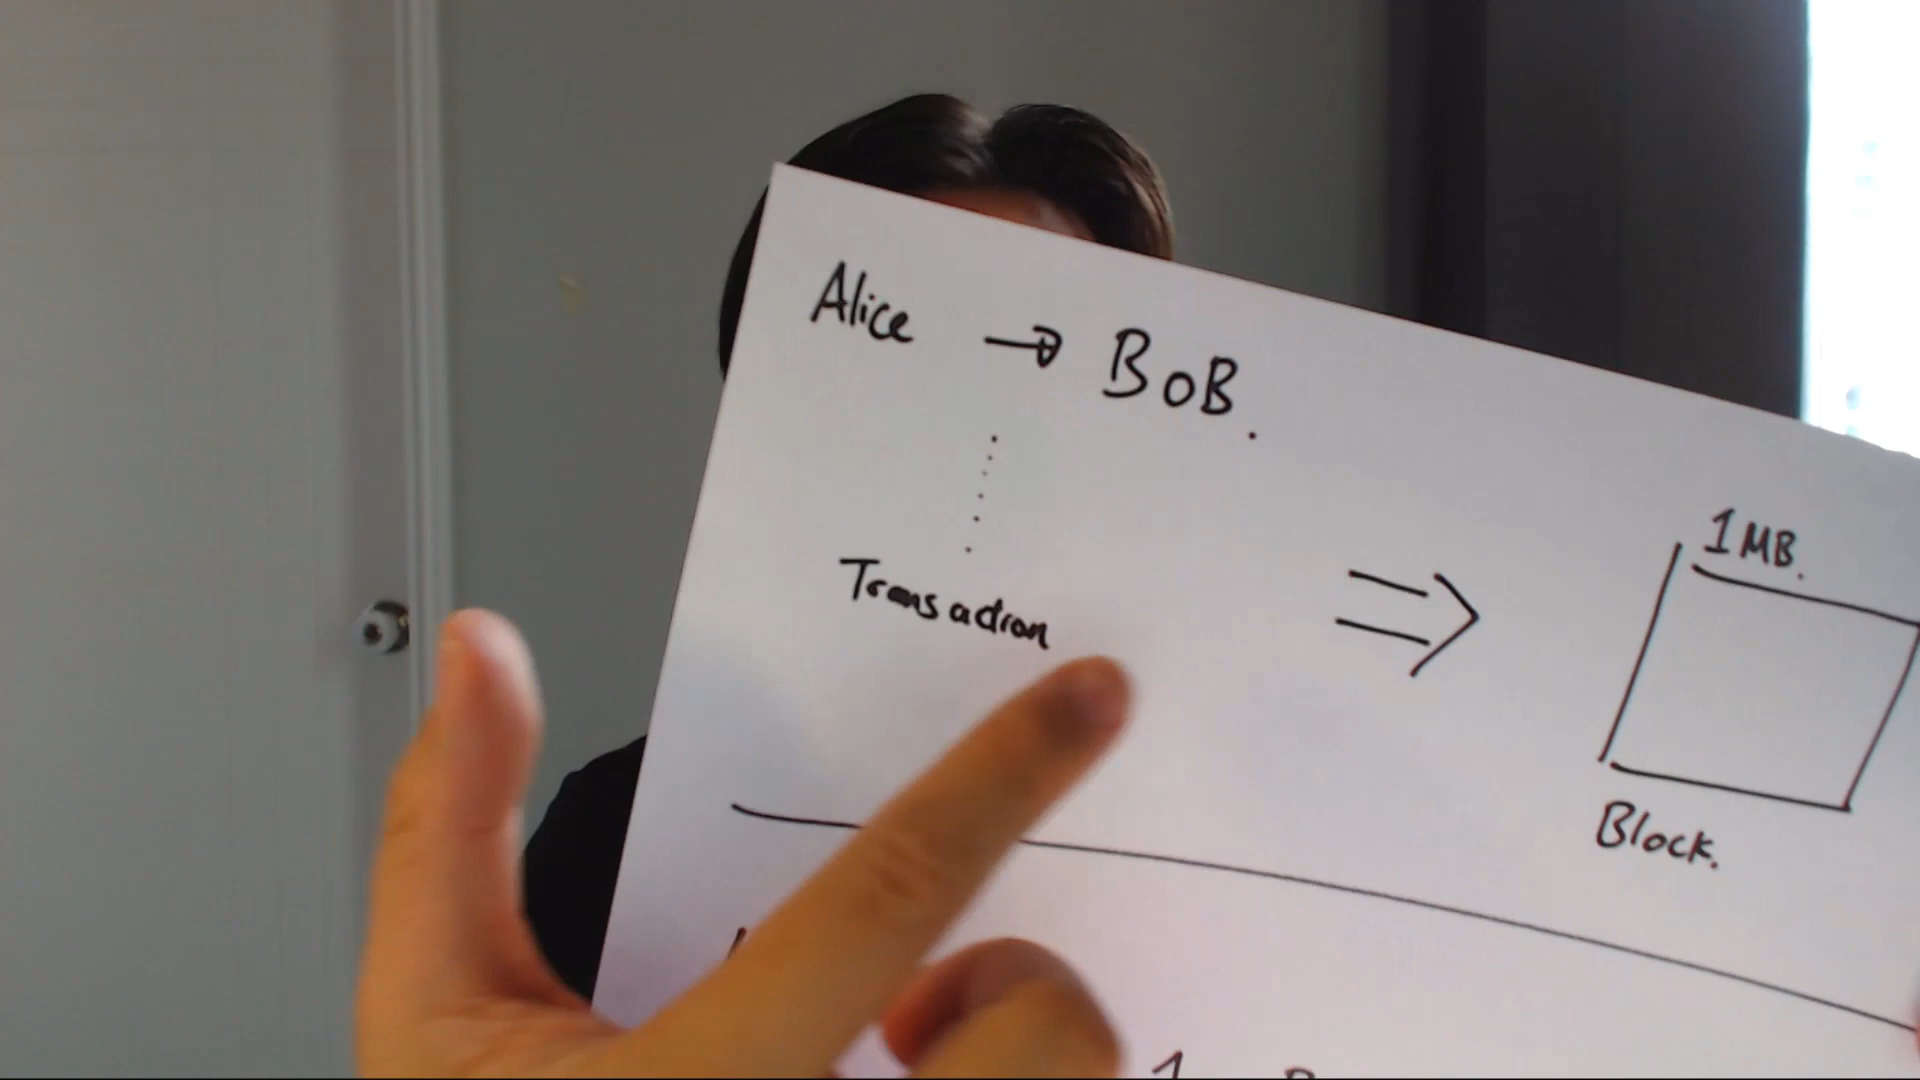 Alice → BoB.
Transaction
1MB.
Block.